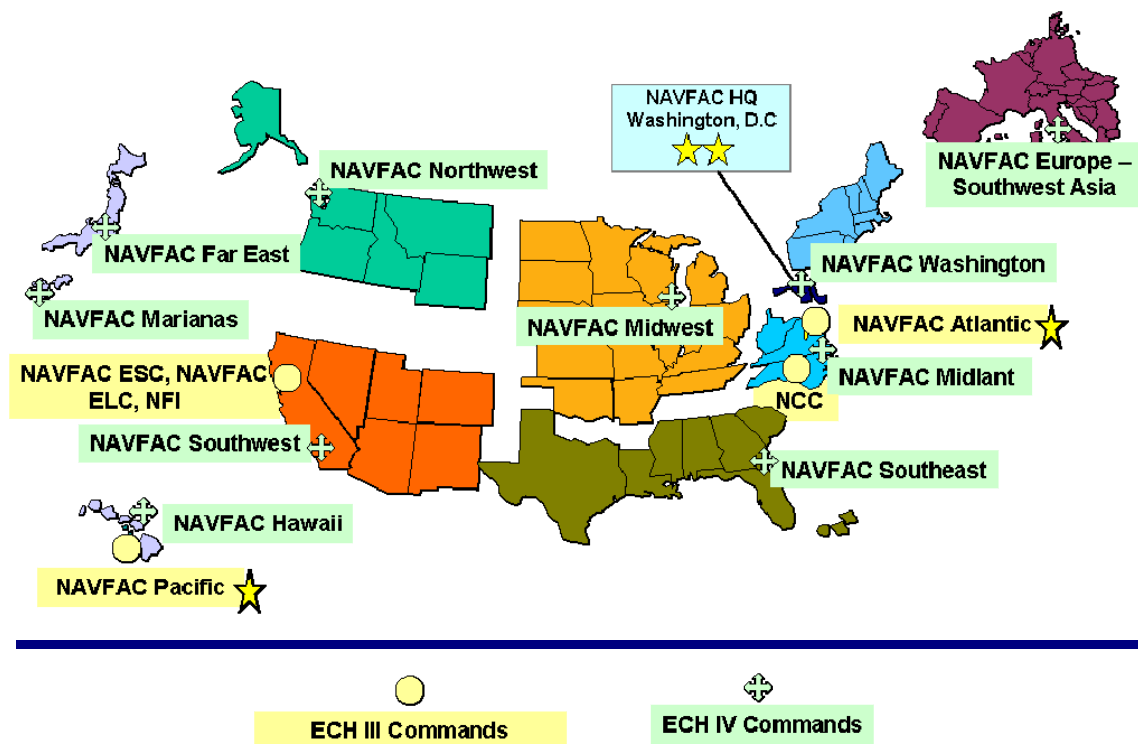 NAVFAC HQ
Washington, D.C
NAVFAC Europe –
Southwest Asia
NAVFAC Northwest
NAVFAC Far East
NAVFAC Washington
NAVFAC Marianas
NAVFAC Midwest
NAVFAC Atlantic
NAVFAC ESC, NAVFAC
ELC, NFI
NAVFAC Midlant
NCC
NAVFAC Southwest
NAVFAC Southeast
NAVFAC Hawaii
NAVFAC Pacific
ECH III Commands
ECH IV Commands